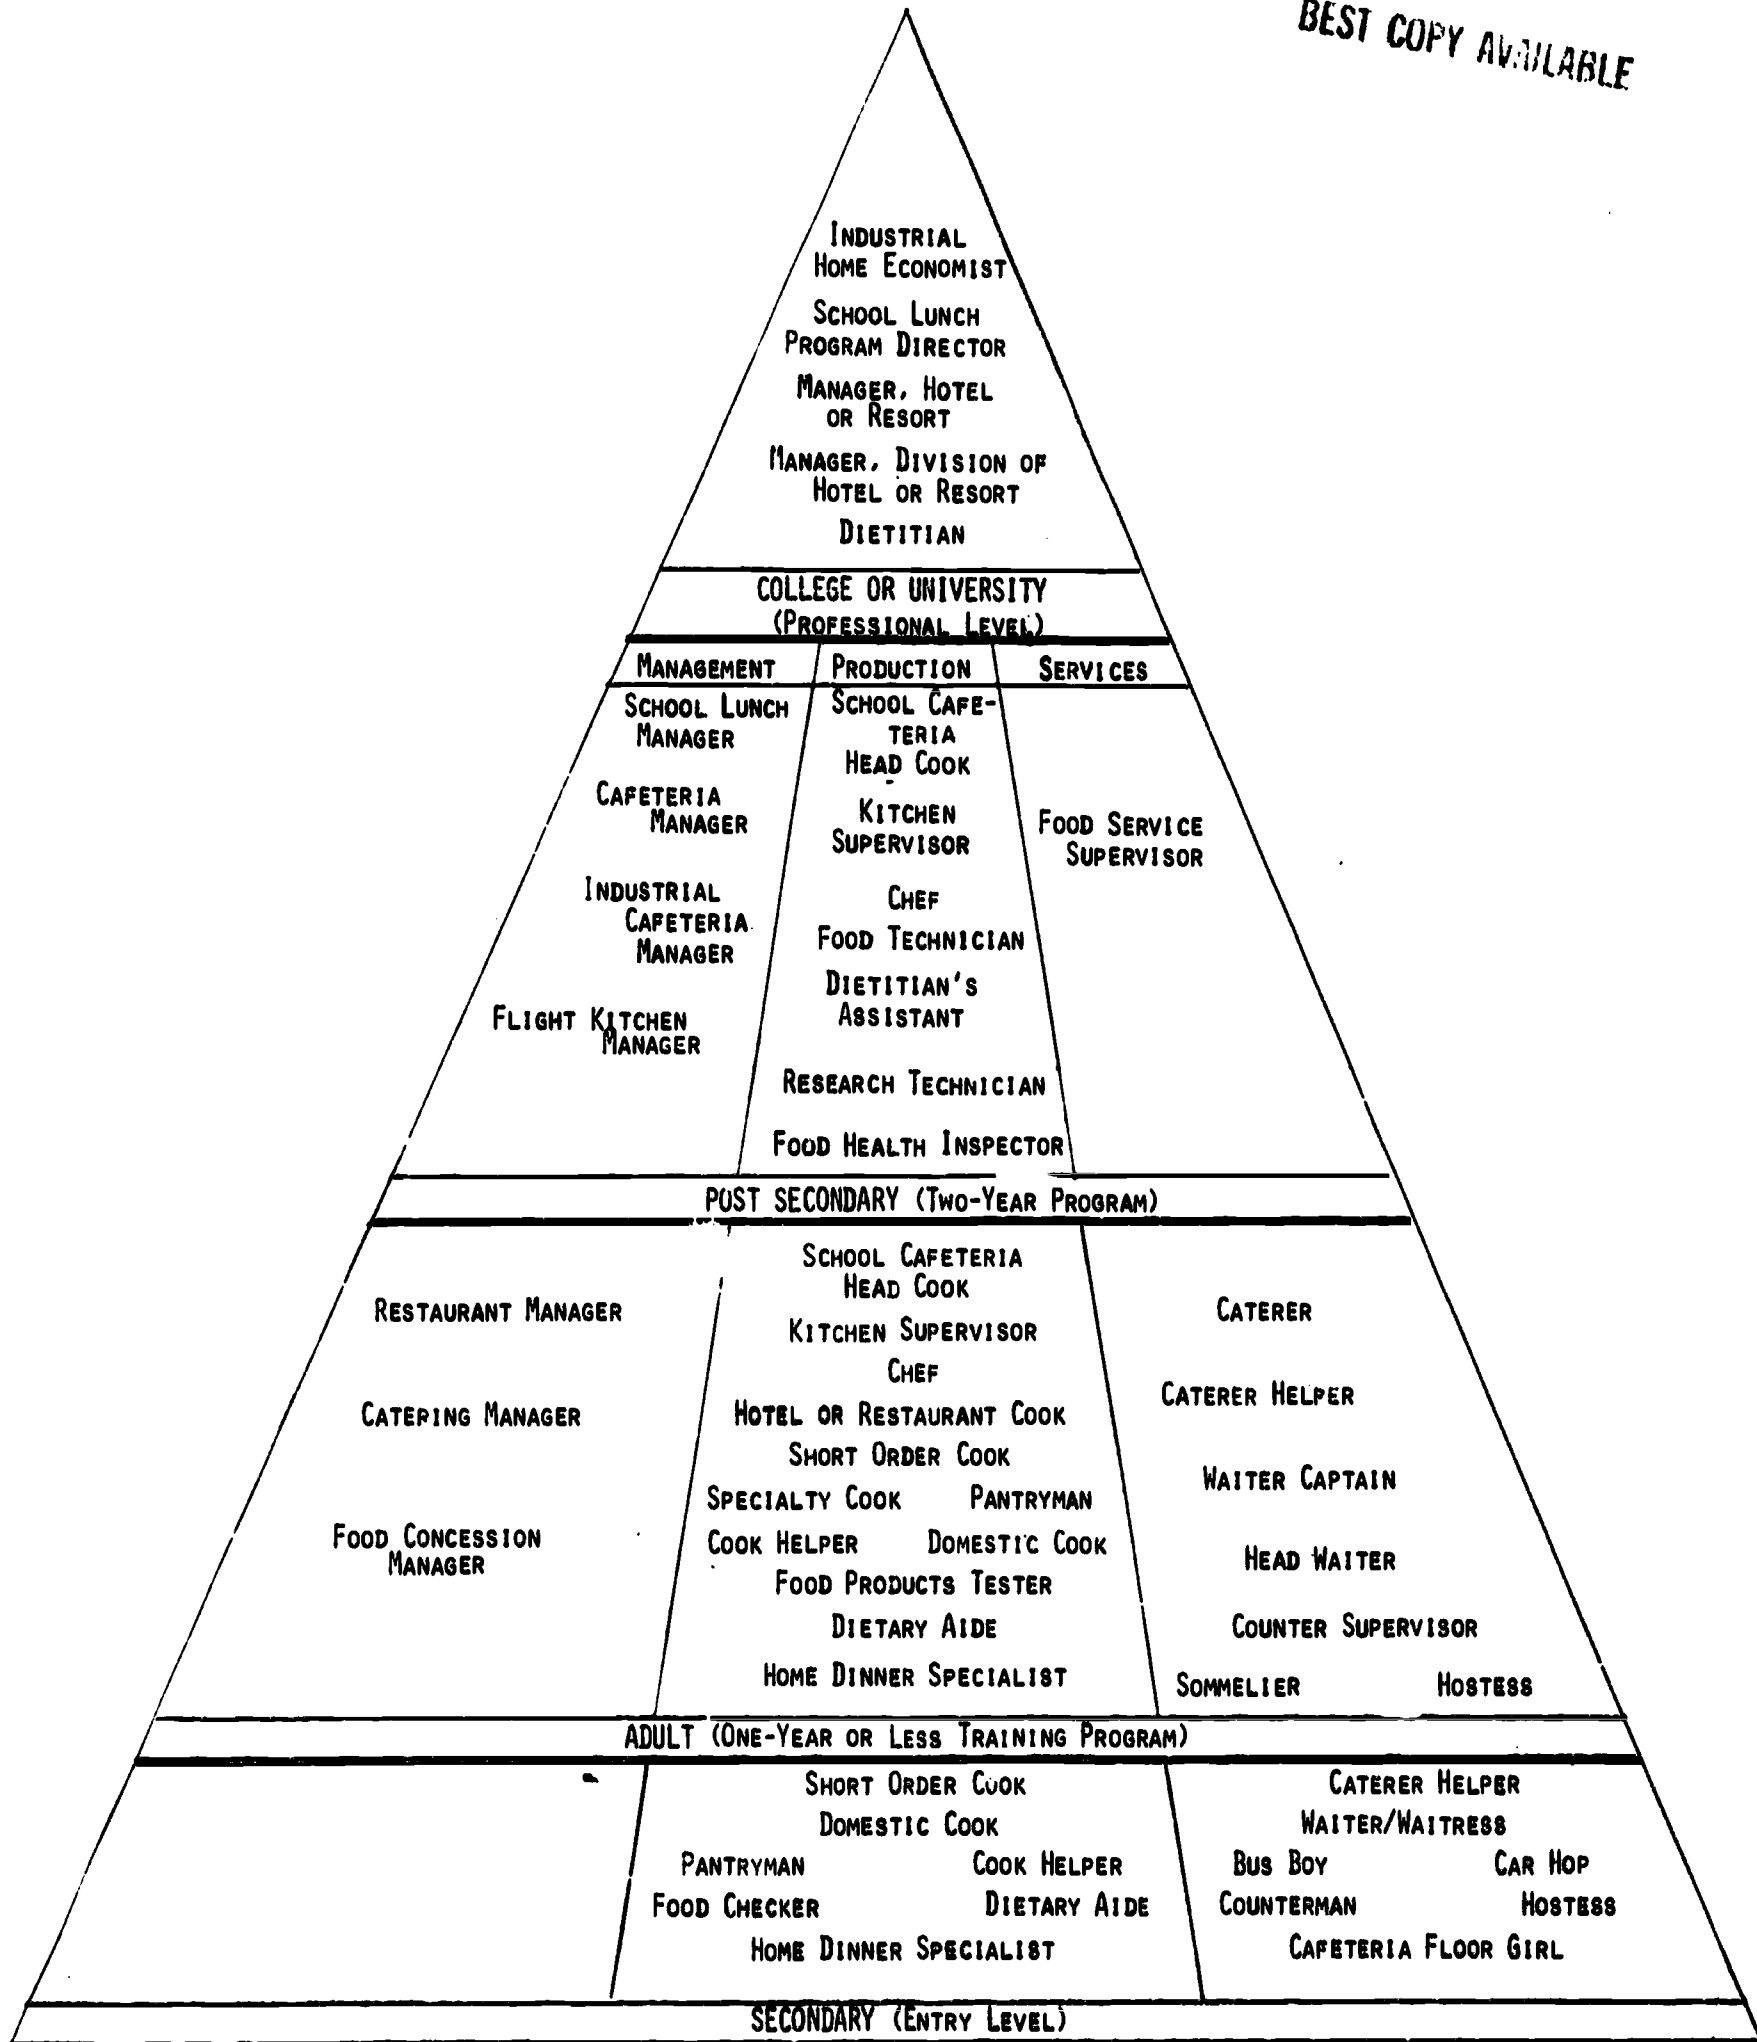 BEST COPY AVAILABLE
INDUSTRIAL
HOME ECONOMIST
SCHOOL LUNCH
PROGRAM DIRECTOR
MANAGER, HOTEL
OR RESORT
MANAGER, DIVISION OF
HOTEL OR RESORT
DIETITIAN
COLLEGE OR UNIVERSITY
(PROFESSIONAL LEVEL)
MANAGEMENT
PRODUCTION
SERVICES
SCHOOL LUNCH
MANAGER
CAFETERIA
MANAGER
INDUSTRIAL
CAFETERIA
MANAGER
FLIGHT KITCHEN
MANAGER
SCHOOL CAFE-
TERIA
HEAD COOK
KITCHEN
SUPERVISOR
CHEF
FOOD TECHNICIAN
DIETITIAN'S
ASSISTANT
RESEARCH TECHNICIAN
FOOD HEALTH INSPECTOR
FOOD SERVICE
SUPERVISOR
POST SECONDARY (TWO-YEAR PROGRAM)
RESTAURANT MANAGER
CATERING MANAGER
FOOD CONCESSION
MANAGER
SCHOOL CAFETERIA
HEAD COOK
KITCHEN SUPERVISOR
CHEF
HOTEL OR RESTAURANT COOK
SHORT ORDER COOK
SPECIALTY COOK PANTRYMAN
COOK HELPER DOMESTIC COOK
FOOD PRODUCTS TESTER
DIETARY AIDE
HOME DINNER SPECIALIST
CATERER
CATERER HELPER
WAITER CAPTAIN
HEAD WAITER
COUNTER SUPERVISOR
SOMMELIER HOSTESS
ADULT (ONE-YEAR OR LESS TRAINING PROGRAM)
SHORT ORDER COOK
DOMESTIC COOK
PANTRYMAN COOK HELPER
FOOD CHECKER DIETARY AIDE
HOME DINNER SPECIALIST
CATERER HELPER
WAITER/WAITRESS
BUS BOY CAR HOP
COUNTERMAN HOSTESS
CAFETERIA FLOOR GIRL
SECONDARY (ENTRY LEVEL)